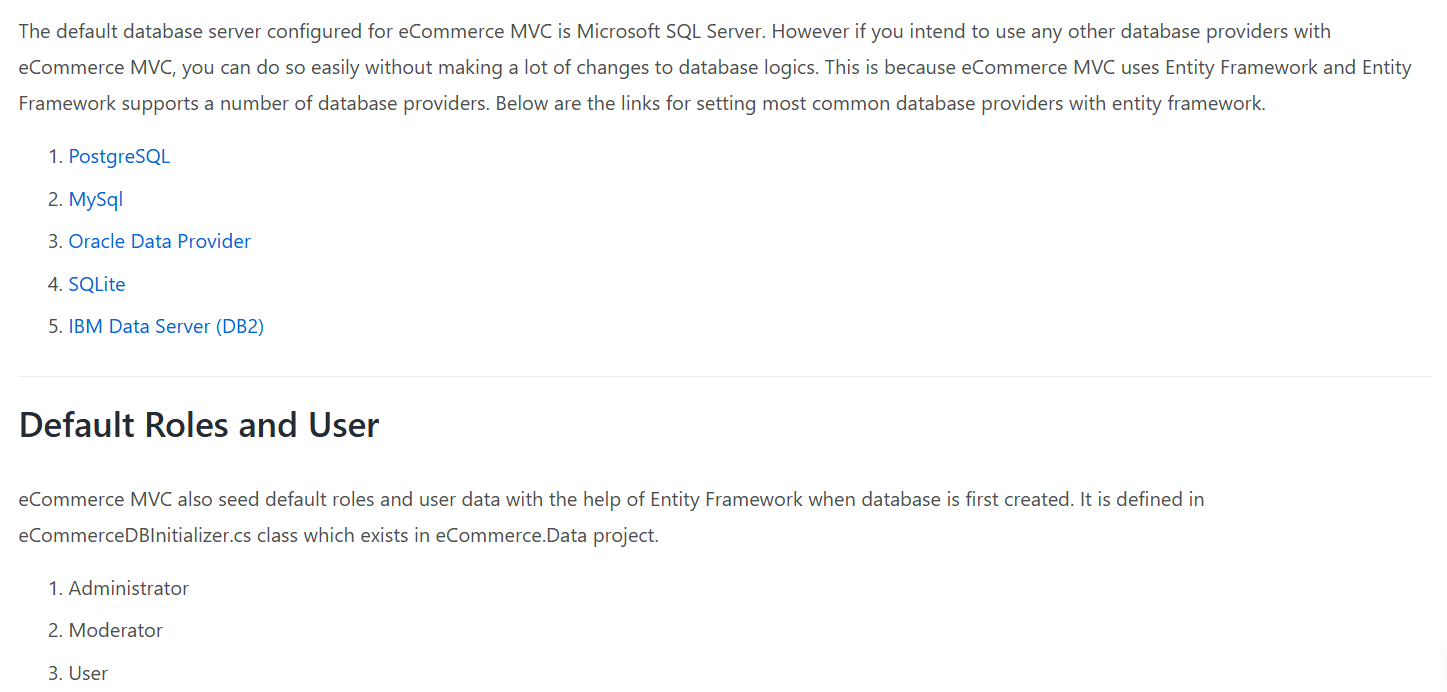 The default database server configured for eCommerce MVC is Microsoft SQL Server. However if you intend to use any other database providers with
eCommerce MVC, you can do so easily without making a lot of changes to database logics. This is because eCommerce MVC uses Entity Framework and Entity
Framework supports a number of database providers. Below are the links for setting most common database providers with entity framework.
1. PostgreSQL
2. MySql
3. Oracle Data Provider
4. SQLite
5. IBM Data Server (DB2)
Default Roles and User
eCommerce MVC also seed default roles and user data with the help of Entity Framework when database is first created. It is defined in
eCommerceDBInitializer.cs class which exists in eCommerce.Data project.
1. Administrator
2. Moderator
3. User